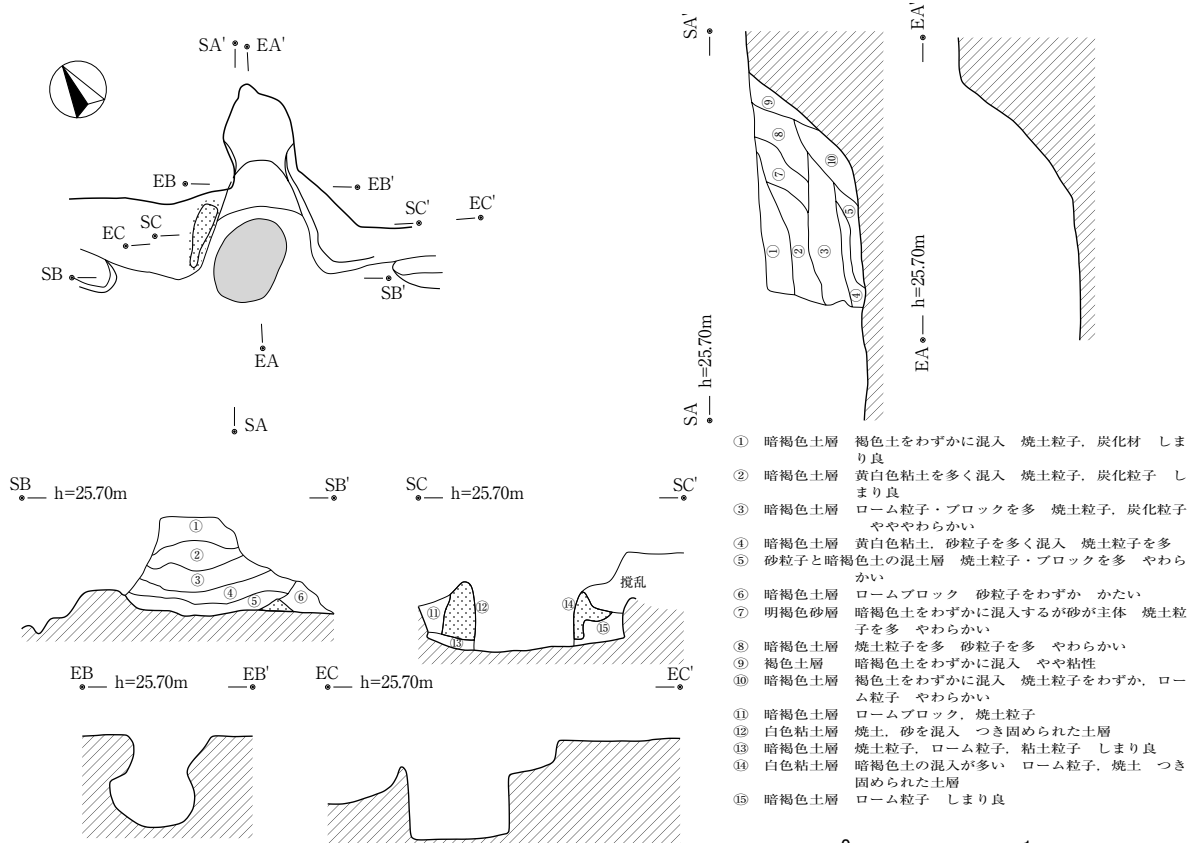 SA' EA'
EB EB'
SC' EC'
EC SC
SB SB'
EA
SA
SA' EA'
⑨
⑧
⑩
⑦
⑤
① ② ③
④
SA h=25.70m
EA h=25.70m
SB h=25.70m SB'
①
②
③
④
⑤ ⑥
SC h=25.70m SC'
撹乱
⑪ ⑫ ⑭
⑬ ⑮
EB h=25.70m EB'
EC h=25.70m EC'
① 暗褐色土層 褐色土をわずかに混入 焼土粒子，炭化材 しま
り良
② 暗褐色土層 黄白色粘土を多く混入 焼土粒子，炭化粒子 し
まり良
③ 暗褐色土層 ローム粒子・ブロックを多 焼土粒子，炭化粒子
やややわらかい
④ 暗褐色土層 黄白色粘土，砂粒子を多く混入 焼土粒子を多
⑤ 砂粒子と暗褐色土の混土層 焼土粒子・ブロックを多 やわら
かい
⑥ 暗褐色土層 ロームブロック 砂粒子をわずか かたい
⑦ 明褐色砂層 暗褐色土をわずかに混入するが砂が主体 焼土粒
子を多 やわらかい
⑧ 暗褐色土層 焼土粒子を多 砂粒子を多 やわらかい
⑨ 褐色土層 暗褐色土をわずかに混入 やや粘性
⑩ 暗褐色土層 褐色土をわずかに混入 焼土粒子をわずか，ロー
ム粒子 やわらかい
⑪ 暗褐色土層 ロームブロック，焼土粒子
⑫ 白色粘土層 焼土，砂を混入 つき固められた土層
⑬ 暗褐色土層 焼土粒子，ローム粒子，粘土粒子 しまり良
⑭ 白色粘土層 暗褐色土の混入が多い ローム粒子，焼土 つき
固められた土層
⑮ 暗褐色土層 ローム粒子 しまり良